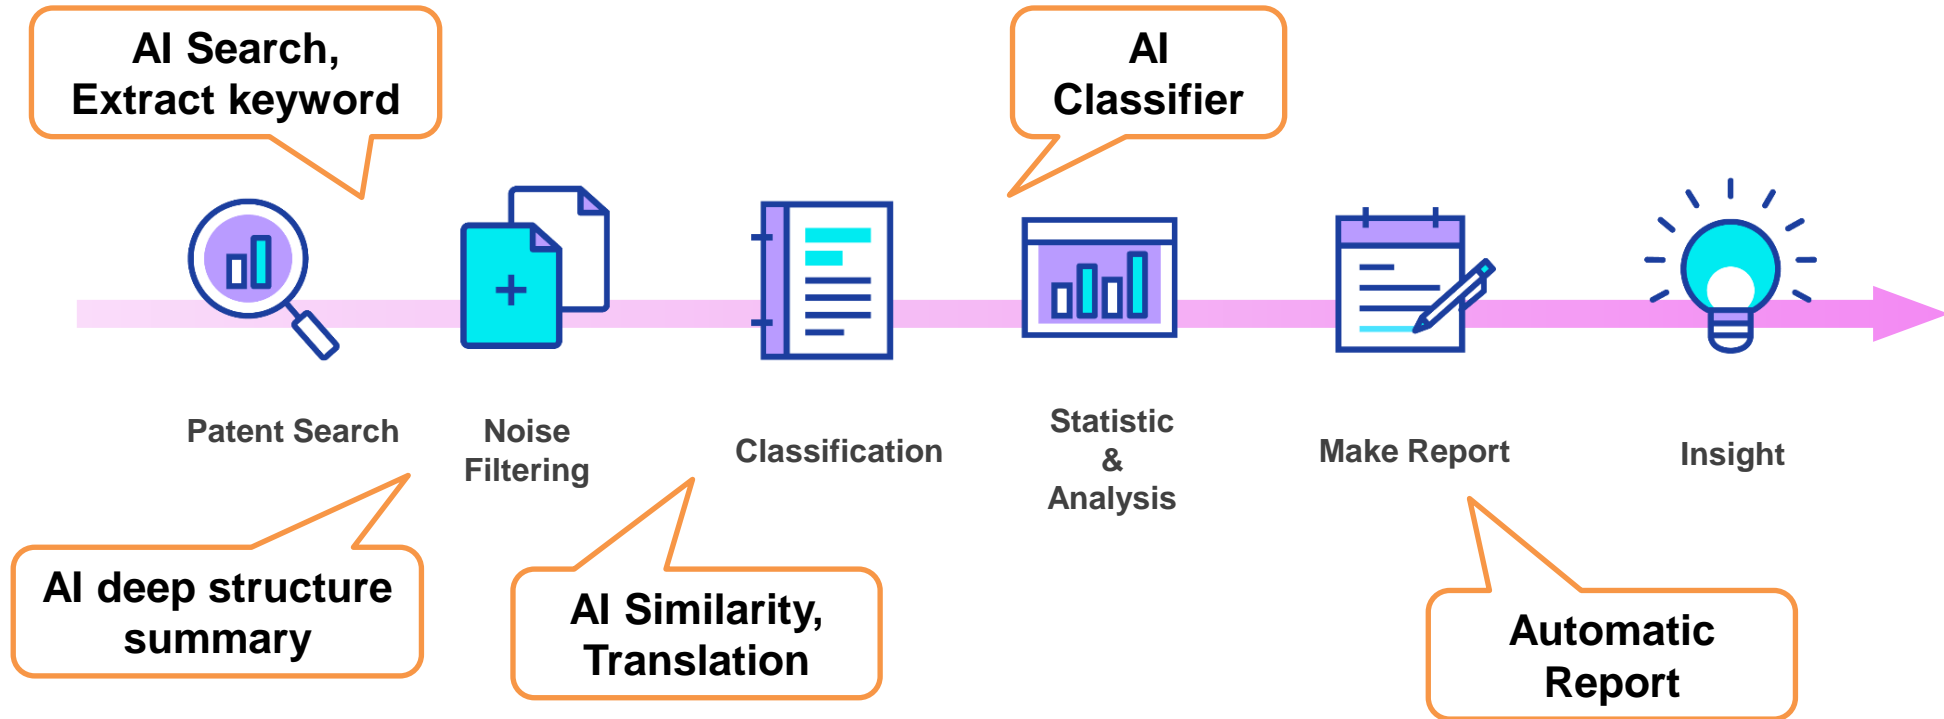 AI Search,
Extract keyword
AI
Classifier
Patent Search
Noise
Filtering
Classification
Statistic
&
Analysis
Make Report
Insight
AI deep structure
summary
AI Similarity,
Translation
Automatic
Report